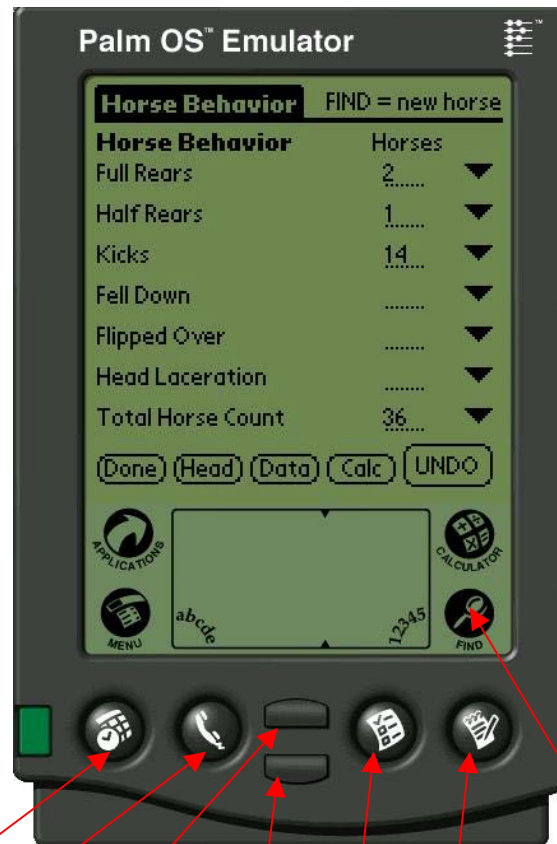 Palm OS™ Emulator ™
Horse Behavior FIND = new horse
Horse Behavior Horses
Full Rears 2
Half Rears 1
Kicks 14
Fell Down
Flipped Over
Head Laceration
Total Horse Count 36
Done Head Data Calc UNDO
APPLICATIONS CALCULATOR
abcde 12345
MENU FIND